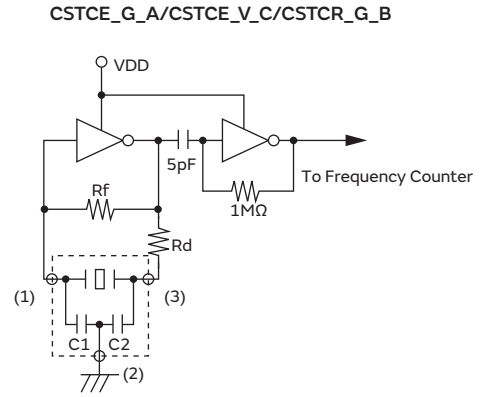 CSTCE_G_A/CSTCE_V_C/CSTCR_G_B
VDD
5pF
To Frequency Counter
Rf
1MΩ
Rd
(1)
(3)
C1
C2
(2)